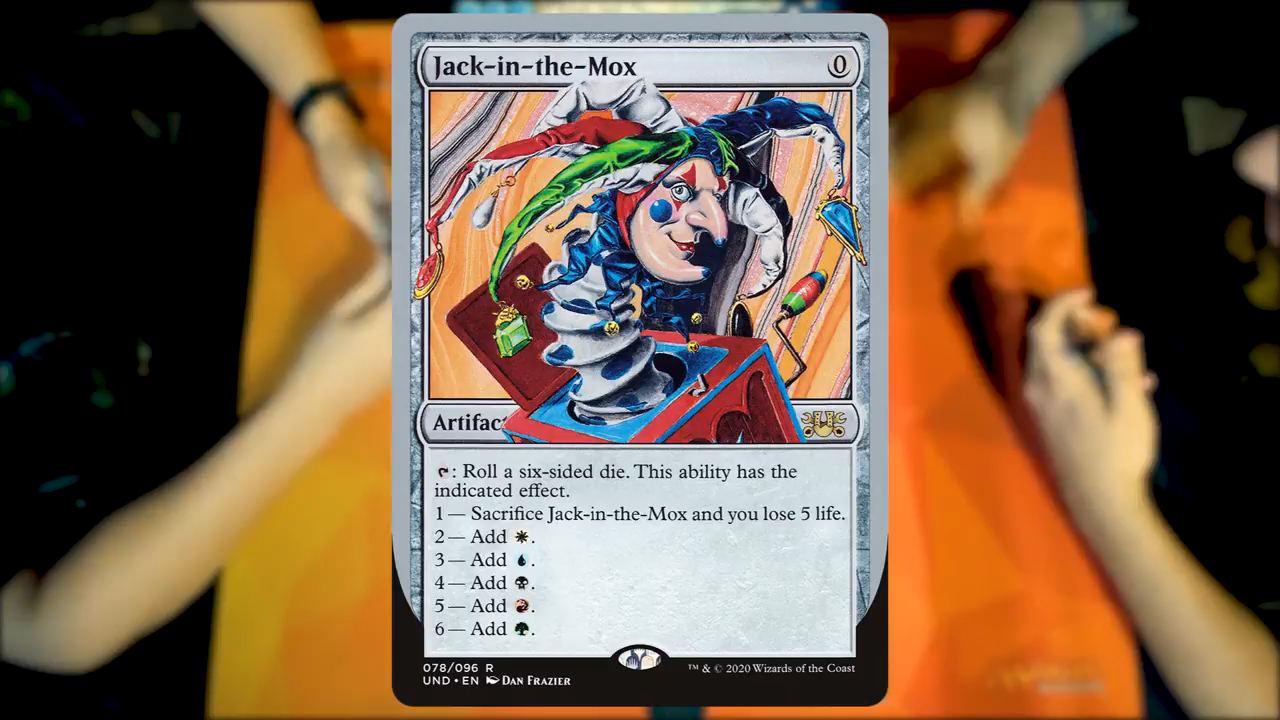 Jack-in-the-Mox 0
Artifac
: Roll a six-sided die. This ability has the
indicated effect.
1 — Sacrifice Jack-in-the-Mox and you lose 5 life.
2 — Add .
3 — Add .
4 — Add .
5 — Add .
6 — Add .
078/096 R
UND • EN DAN FRAZIER
™ & © 2020 Wizards of the Coast